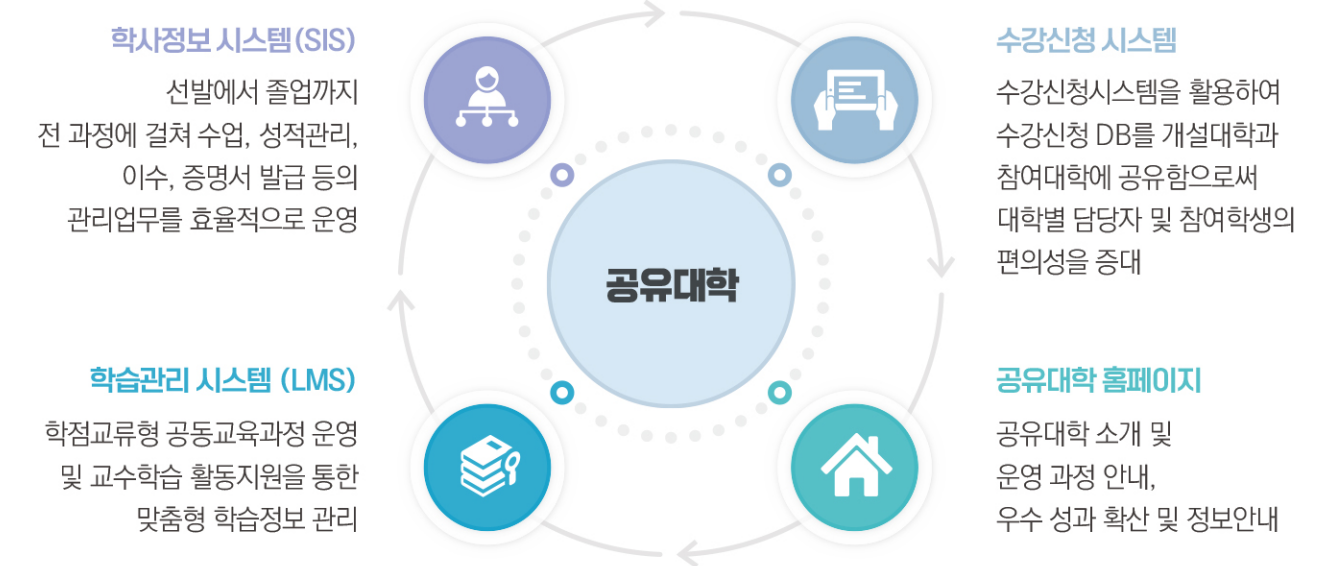 학사정보 시스템(SIS)
선발에서 졸업까지
전 과정에 걸쳐 수업, 성적관리,
이수, 증명서 발급 등의
관리업무를 효율적으로 운영
수강신청 시스템
수강신청시스템을 활용하여
수강신청 DB를 개설대학과
참여대학에 공유함으로써
대학별 담당자 및 참여학생의
편의성을 증대
공유대학
학습관리 시스템 (LMS)
학점교류형 공동교육과정 운영
및 교수학습 활동지원을 통한
맞춤형 학습정보 관리
공유대학 홈페이지
공유대학 소개 및
운영 과정 안내,
우수 성과 확산 및 정보안내